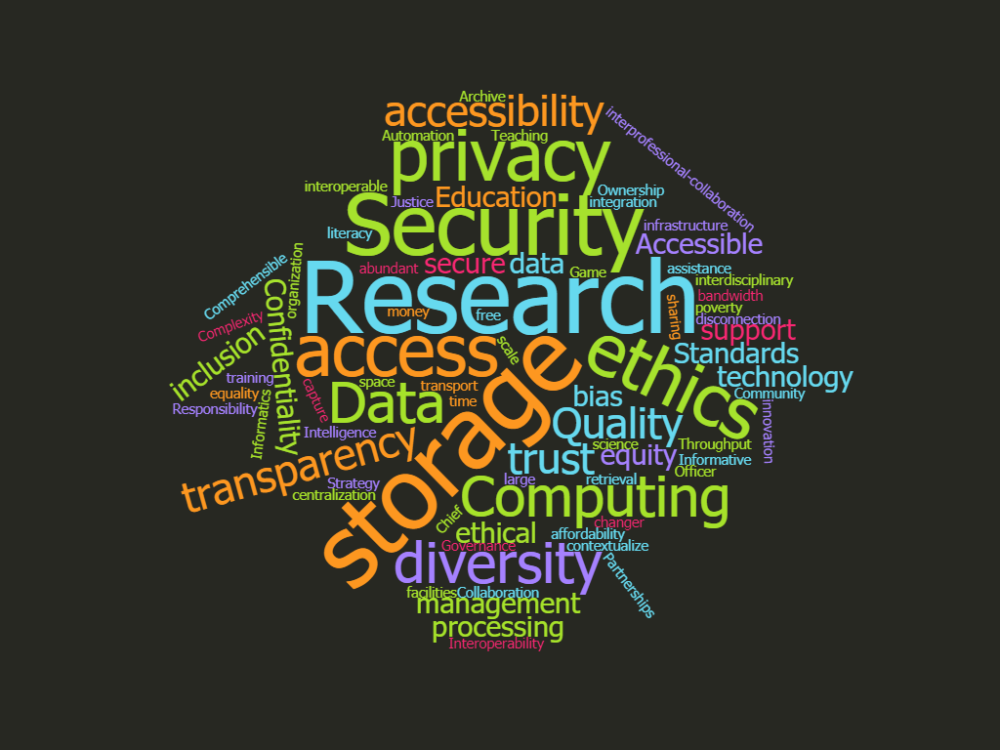 Archive
accessibility
interprofessional-collaboration
Automation
Teaching
privacy
interoperable
Education
Ownership
Justice
integration
Security
literacy
infrastructure
Accessible
organization
Comprehensible
abundant
secure
data
Game
assistance
interdisciplinary
Research
bandwidth
sharing
poverty
money
free
disconnection
Complexity
Confidentiality
support
inclusion
access
scale
ethics
Standards
storage
training
space
transport
technology
equality
capture
Data
time
bias
Community
Responsibility
Informatics
Intelligence
Quality
innovation
transparency
science
Throughput
trust
equity
Informative
Strategy
large
retrieval
Officer
centralization
Computing
Chief
changer
ethical
affordability
Governance
contextualize
diversity
Partnerships
facilities
Collaboration
management
processing
Interoperability